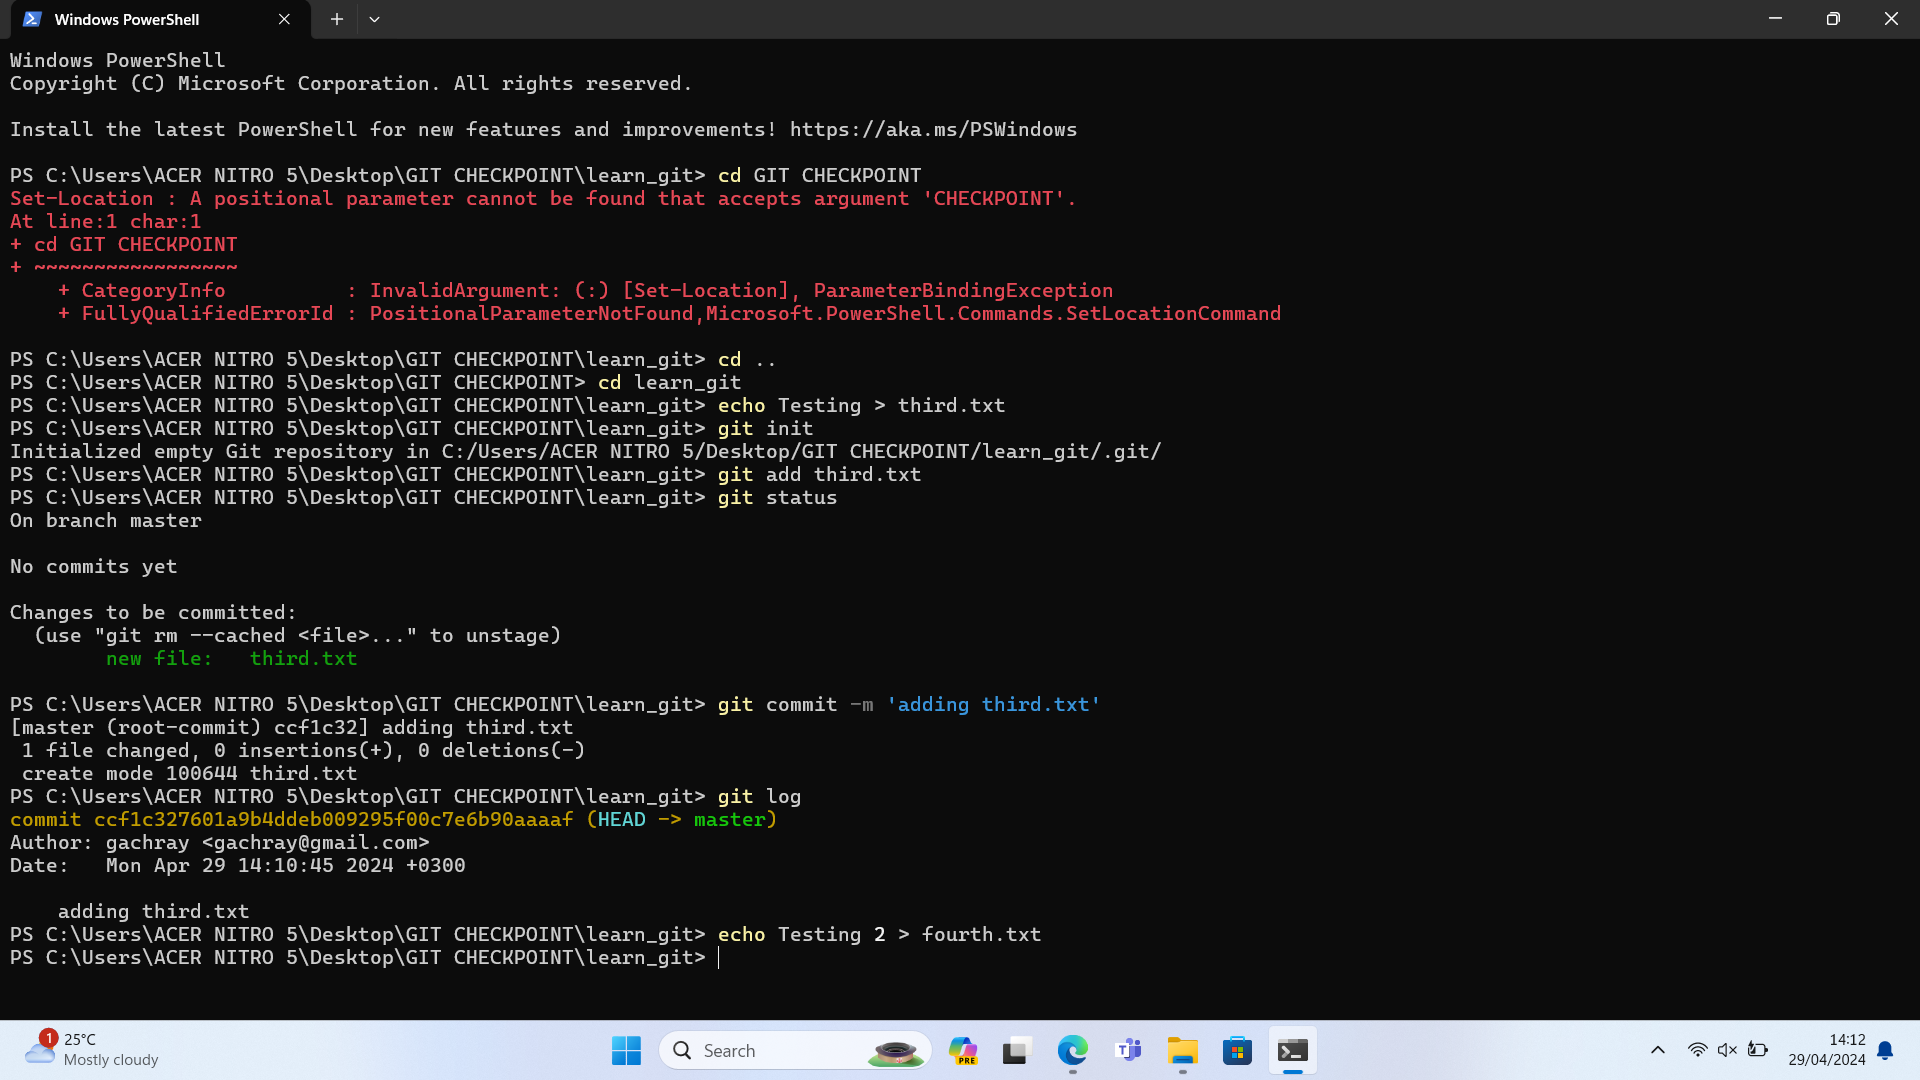 Windows PowerShell
Windows PowerShell
Copyright (C) Microsoft Corporation. All rights reserved.
Install the latest PowerShell for new features and improvements! https://aka.ms/PSWindows
PS C:\Users\ACER NITRO 5\Desktop\GIT CHECKPOINT\learn_git> cd GIT CHECKPOINT
Set-Location : A positional parameter cannot be found that accepts argument 'CHECKPOINT'.
At line:1 char:1
+ cd GIT CHECKPOINT
+ ~~~~~~~~~~~~~~~~~
    + CategoryInfo          : InvalidArgument: (:) [Set-Location], ParameterBindingException
    + FullyQualifiedErrorId : PositionalParameterNotFound,Microsoft.PowerShell.Commands.SetLocationCommand
PS C:\Users\ACER NITRO 5\Desktop\GIT CHECKPOINT\learn_git> cd ..
PS C:\Users\ACER NITRO 5\Desktop\GIT CHECKPOINT> cd learn_git
PS C:\Users\ACER NITRO 5\Desktop\GIT CHECKPOINT\learn_git> echo Testing > third.txt
PS C:\Users\ACER NITRO 5\Desktop\GIT CHECKPOINT\learn_git> git init
Initialized empty Git repository in C:/Users/ACER NITRO 5/Desktop/GIT CHECKPOINT/learn_git/.git/
PS C:\Users\ACER NITRO 5\Desktop\GIT CHECKPOINT\learn_git> git add third.txt
PS C:\Users\ACER NITRO 5\Desktop\GIT CHECKPOINT\learn_git> git status
On branch master
No commits yet
Changes to be committed:
  (use "git rm --cached <file>..." to unstage)
        new file:   third.txt
PS C:\Users\ACER NITRO 5\Desktop\GIT CHECKPOINT\learn_git> git commit -m 'adding third.txt'
[master (root-commit) ccf1c32] adding third.txt
 1 file changed, 0 insertions(+), 0 deletions(-)
 create mode 100644 third.txt
PS C:\Users\ACER NITRO 5\Desktop\GIT CHECKPOINT\learn_git> git log
commit ccf1c327601a9b4ddeb009295f00c7e6b90aaaaf (HEAD -> master)
Author: gachray <gachray@gmail.com>
Date:   Mon Apr 29 14:10:45 2024 +0300
    adding third.txt
PS C:\Users\ACER NITRO 5\Desktop\GIT CHECKPOINT\learn_git> echo Testing 2 > fourth.txt
PS C:\Users\ACER NITRO 5\Desktop\GIT CHECKPOINT\learn_git>
1
25°C
Mostly cloudy
Search
PRE
T
14:12
29/04/2024